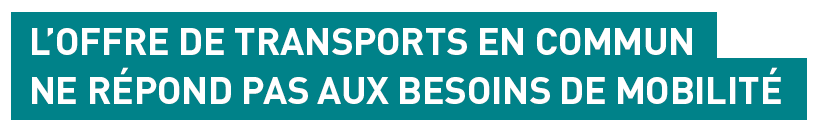 L’OFFRE DE TRANSPORTS EN COMMUN
NE RÉPOND PAS AUX BESOINS DE MOBILITÉ